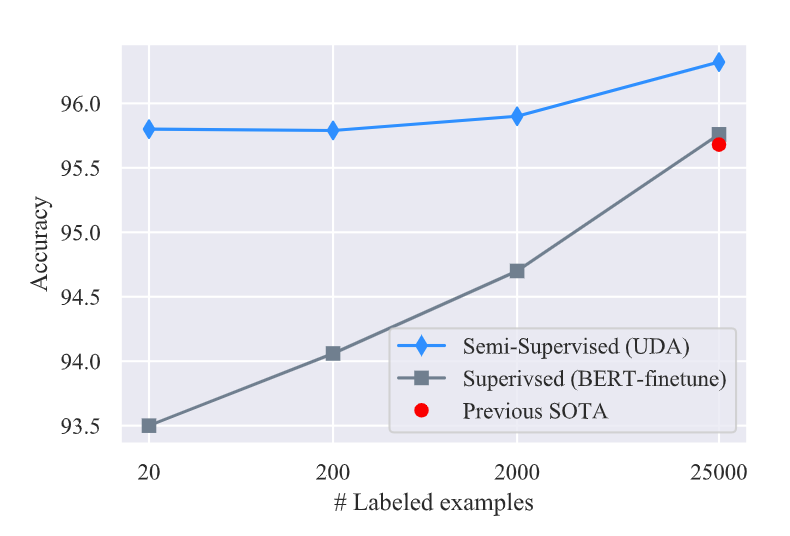 Accuracy
96.0
95.5
95.0
94.5
94.0
93.5
Semi-Supervised (UDA)
Superivsed (BERT-finetune)
Previous SOTA
20 200 2000 25000
# Labeled examples